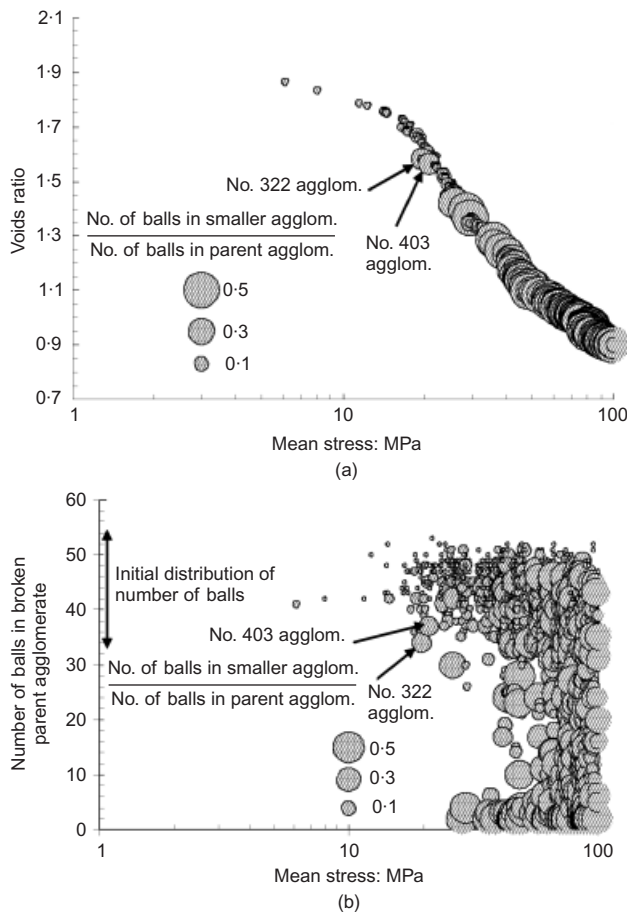 2·1
1·9
1·7
1·5
1·3
1·1
0·9
0·7
Voids ratio
No. 322 agglom.
No. 403
agglom.
No. of balls in smaller agglom.
No. of balls in parent agglom.
0·5
0·3
0·1
1
10
100
Mean stress: MPa
(a)
60
50
40
30
20
10
0
Number of balls in broken
parent agglomerate
Initial distribution of
number of balls
No. 403 agglom.
No. of balls in smaller agglom.
No. of balls in parent agglom.
No. 322
agglom.
0·5
0·3
0·1
1
10
100
Mean stress: MPa
(b)